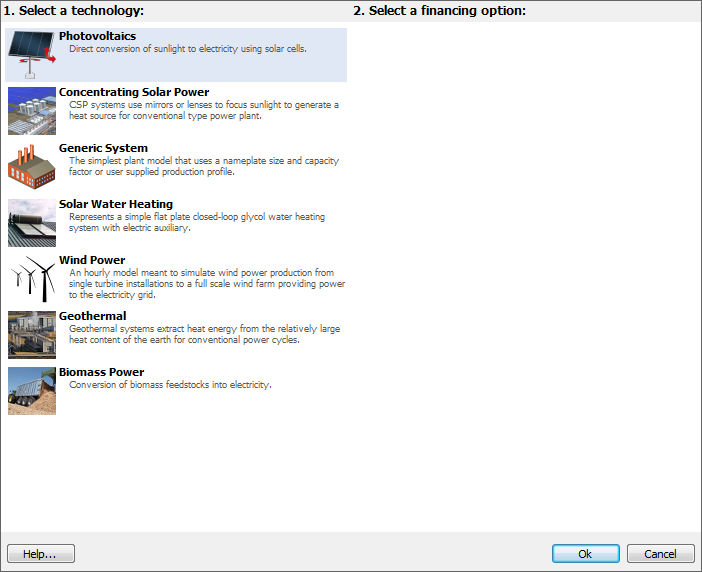 1. Select a technology:
2. Select a financing option:
Photovoltaics
Direct conversion of sunlight to electricity using solar cells.
Concentrating Solar Power
CSP systems use mirrors or lenses to focus sunlight to generate a
heat source for conventional type power plant.
Generic System
The simplest plant model that uses a nameplate size and capacity
factor or user supplied production profile.
Solar Water Heating
Represents a simple flat plate closed-loop glycol water heating
system with electric auxiliary.
Wind Power
An hourly model meant to simulate wind power production from
single turbine installations to a full scale wind farm providing power
to the electricity grid.
Geothermal
Geothermal systems extract heat energy from the relatively large
heat content of the earth for conventional power cycles.
Biomass Power
Conversion of biomass feedstocks into electricity.
Help...
Ok
Cancel